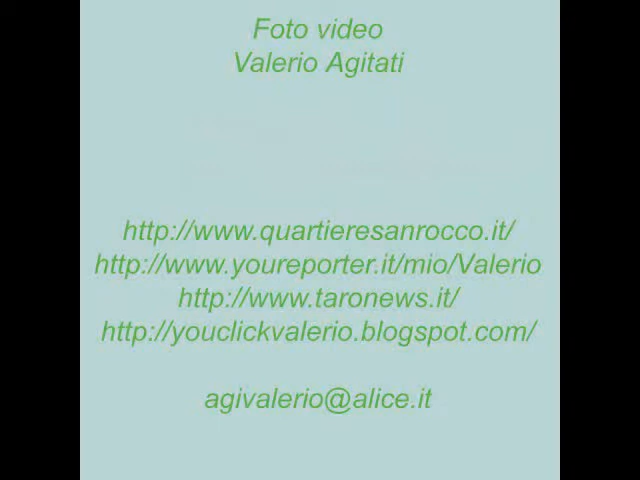 Foto video
Valerio Agitati
http://www.quartieresanrocco.it/
http://www.youreporter.it/mio/Valerio
http://www.taronews.it/
http://youclickvalerio.blogspot.com/
agivalerio@alice.it